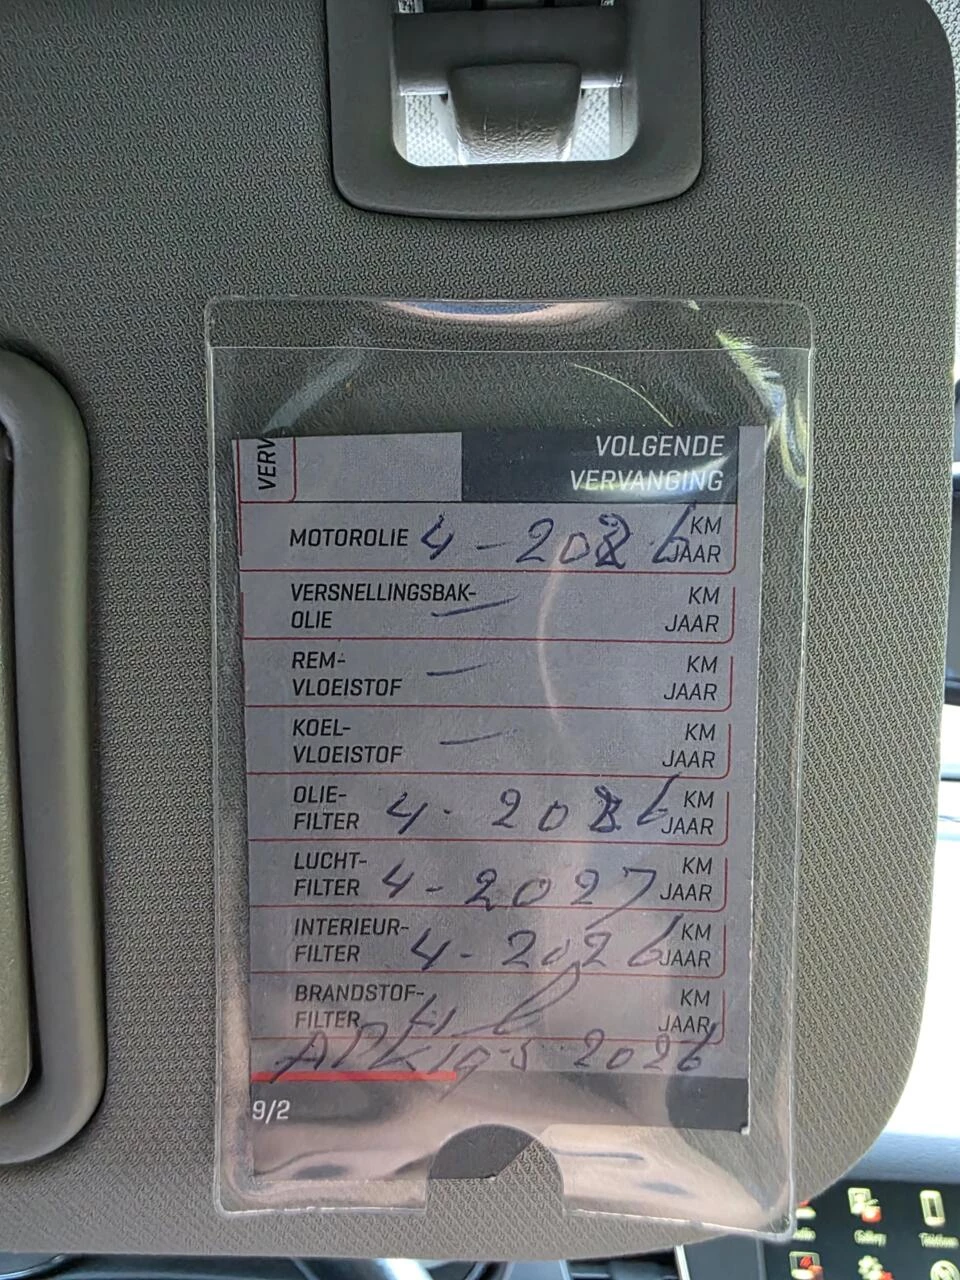 VERV
VOLGENDE
VERVANGING
MOTOROLIE 4 - 2026 KM
JAAR
VERSNELLINGSBAK- KM
OLIE — JAAR
REM- KM
VLOEISTOF — JAAR
KOEL- KM
VLOEISTOF — JAAR
OLIE- KM
FILTER 4 - 2026 JAAR
LUCHT- KM
FILTER 4 - 2027 JAAR
INTERIEUR- KM
FILTER 4 - 2026 JAAR
BRANDSTOF- KM
FILTER JAAR
APK 19-5-2026
9/2
Gallery